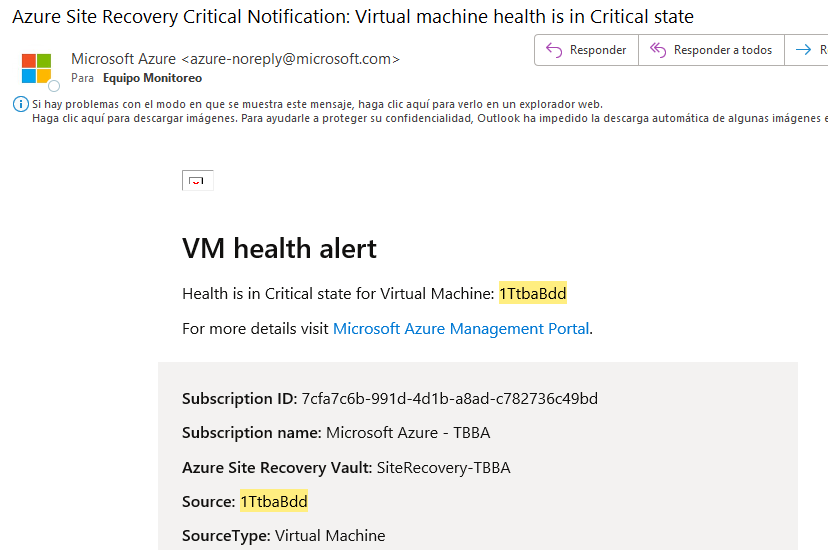 Azure Site Recovery Critical Notification: Virtual machine health is in Critical state
Microsoft Azure <azure-noreply@microsoft.com>
Para Equipo Monitoreo
Responder
Responder a todos
R
Si hay problemas con el modo en que se muestra este mensaje, haga clic aquí para verlo en un explorador web.
Haga clic aquí para descargar imágenes. Para ayudarle a proteger su confidencialidad, Outlook ha impedido la descarga automática de algunas imágenes e
VM health alert
Health is in Critical state for Virtual Machine: 1TtbaBdd
For more details visit Microsoft Azure Management Portal.
Subscription ID: 7cfa7c6b-991d-4d1b-a8ad-c782736c49bd
Subscription name: Microsoft Azure - TBBA
Azure Site Recovery Vault: SiteRecovery-TBBA
Source: 1TtbaBdd
SourceType: Virtual Machine